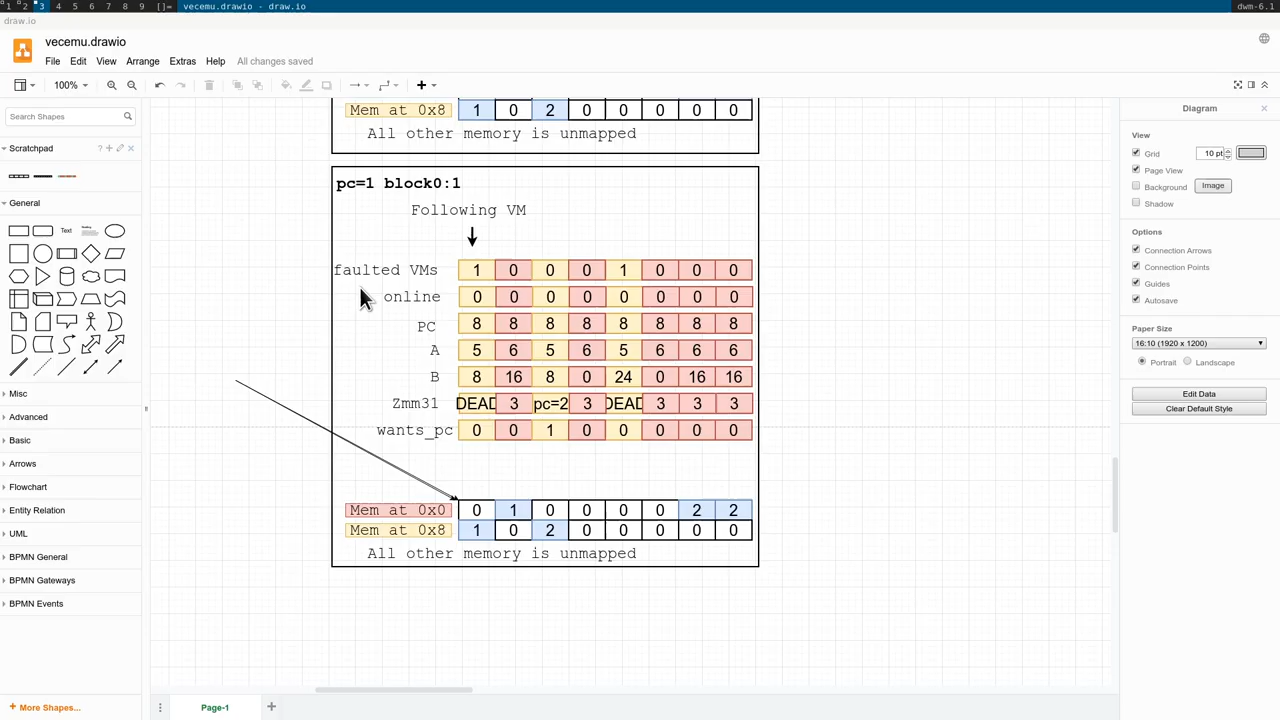 1 2 3 4 5 6 7 8 9 []= vecemu.drawio - draw.io dwm-6.1
draw.io
vecemu.drawio
File Edit View Arrange Extras Help All changes saved
100%
Search Shapes
Scratchpad
?
General
Text
Heading
Misc
Advanced
Basic
Arrows
Flowchart
Entity Relation
UML
BPMN General
BPMN Gateways
BPMN Events
+ More Shapes...
Mem at 0x8 1 0 2 0 0 0 0 0
All other memory is unmapped
pc=1 block0:1
Following VM
faulted VMs 1 0 0 0 1 0 0 0
online 0 0 0 0 0 0 0 0
PC 8 8 8 8 8 8 8 8
A 5 6 5 6 5 6 6 6
B 8 16 8 0 24 0 16 16
Zmm31 DEAD 3 pc=2 3 DEAD 3 3 3
wants_pc 0 0 1 0 0 0 0 0
Mem at 0x0 0 1 0 0 0 0 2 2
Mem at 0x8 1 0 2 0 0 0 0 0
All other memory is unmapped
Diagram
View
Grid 10 pt
Page View
Background Image
Shadow
Options
Connection Arrows
Connection Points
Guides
Autosave
Paper Size
16:10 (1920 x 1200)
Portrait Landscape
Edit Data
Clear Default Style
Page-1